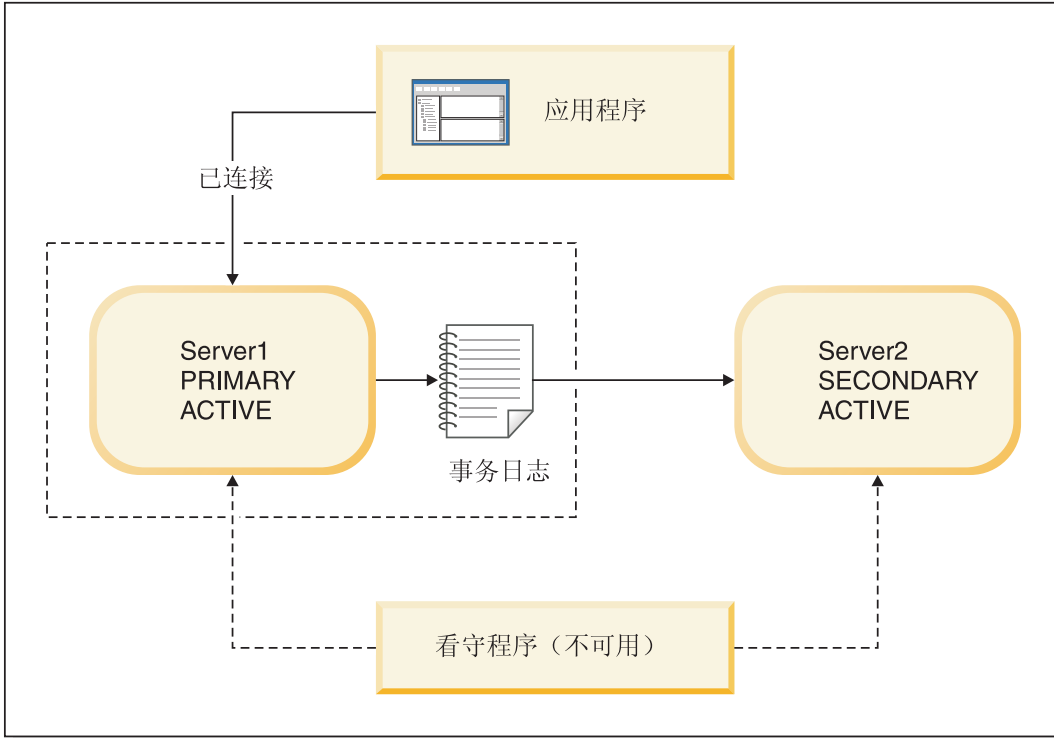 应用程序
已连接
Server1
PRIMARY
ACTIVE
事务日志
Server2
SECONDARY
ACTIVE
看守程序（不可用）